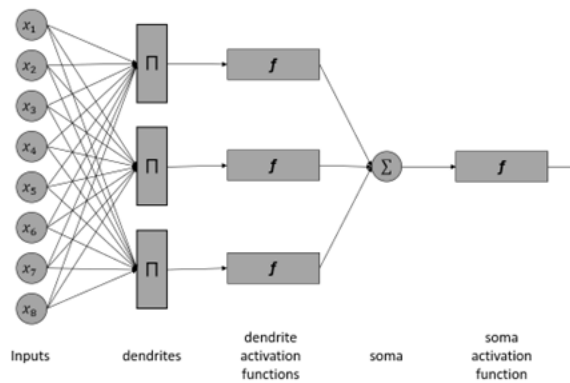 x₁
x₂
x₃
x₄
x₅
x₆
x₇
x₈
Π
Π
Π
f
f
f
Σ
f
Inputs
dendrites
dendrite
activation
functions
soma
soma
activation
function